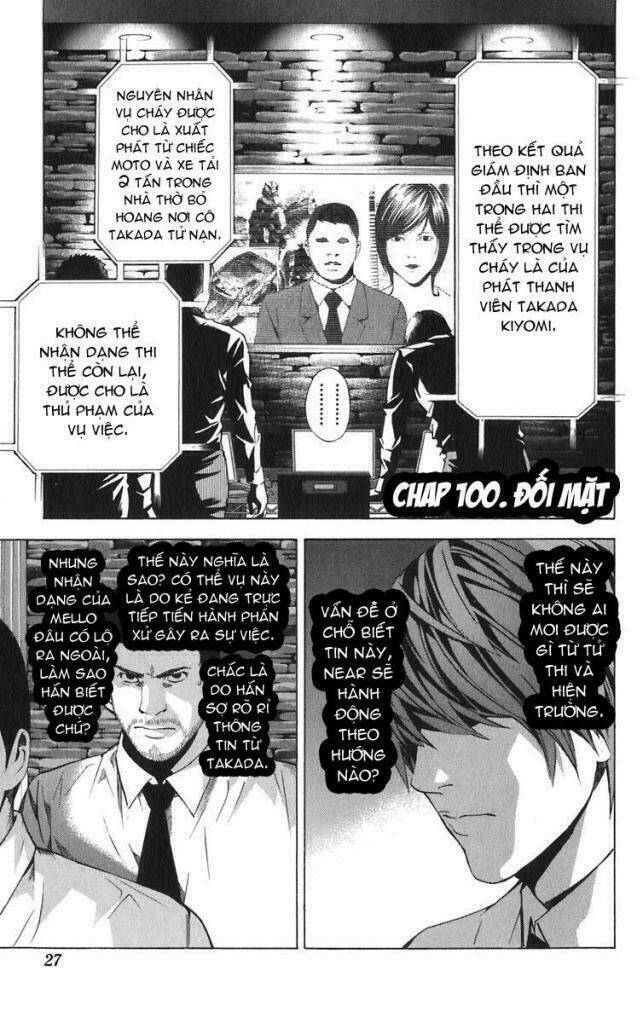 THEO KẾT QUẢ
GIÁM ĐỊNH BAN
ĐẦU THÌ MỘT
TRONG HAI THI
THỂ ĐƯỢC TÌM
THẤY TRONG VỤ
CHÁY LÀ CỦA
PHÁT THANH
VIÊN TAKADA
KIYOMI.
NGUYÊN NHÂN
VỤ CHÁY ĐƯỢC
CHO LÀ XUẤT
PHÁT TỪ CHIẾC
MOTO VÀ XE TẢI
2 TẤN TRONG
NHÀ THỜ BỎ
HOANG NƠI CÔ
TAKADA TỬ NẠN.
KHÔNG THỂ
NHẬN DẠNG THI
THỂ CÒN LẠI,
ĐƯỢC CHO LÀ
THỦ PHẠM CỦA
VỤ VIỆC.
CHAP 100. ĐỐI MẶT
THẾ NÀY
THÌ SẼ
KHÔNG AI
MOI ĐƯỢC
GÌ TỪ TỬ
THI VÀ
HIỆN
TRƯỜNG.
VẤN ĐỀ Ở
CHỖ BIẾT
TIN NÀY,
NEAR SẼ
HÀNH
ĐỘNG
THEO
HƯỚNG
NÀO?
THẾ NÀY NGHĨA LÀ
SAO? CÓ THỂ VỤ NÀY
LÀ DO KẺ ĐANG TRỰC
TIẾP TIẾN HÀNH PHÁN
XỬ GÂY RA SỰ VIỆC.
CHẮC LÀ
DO HẮN
SỢ RÒ RỈ
THÔNG
TIN TỪ
TAKADA.
NHƯNG
NHÂN
DẠNG CỦA
MELLO
ĐÂU CÓ LỘ
RA NGOÀI,
LÀM SAO
HẮN BIẾT
ĐƯỢC
CHỨ?
27